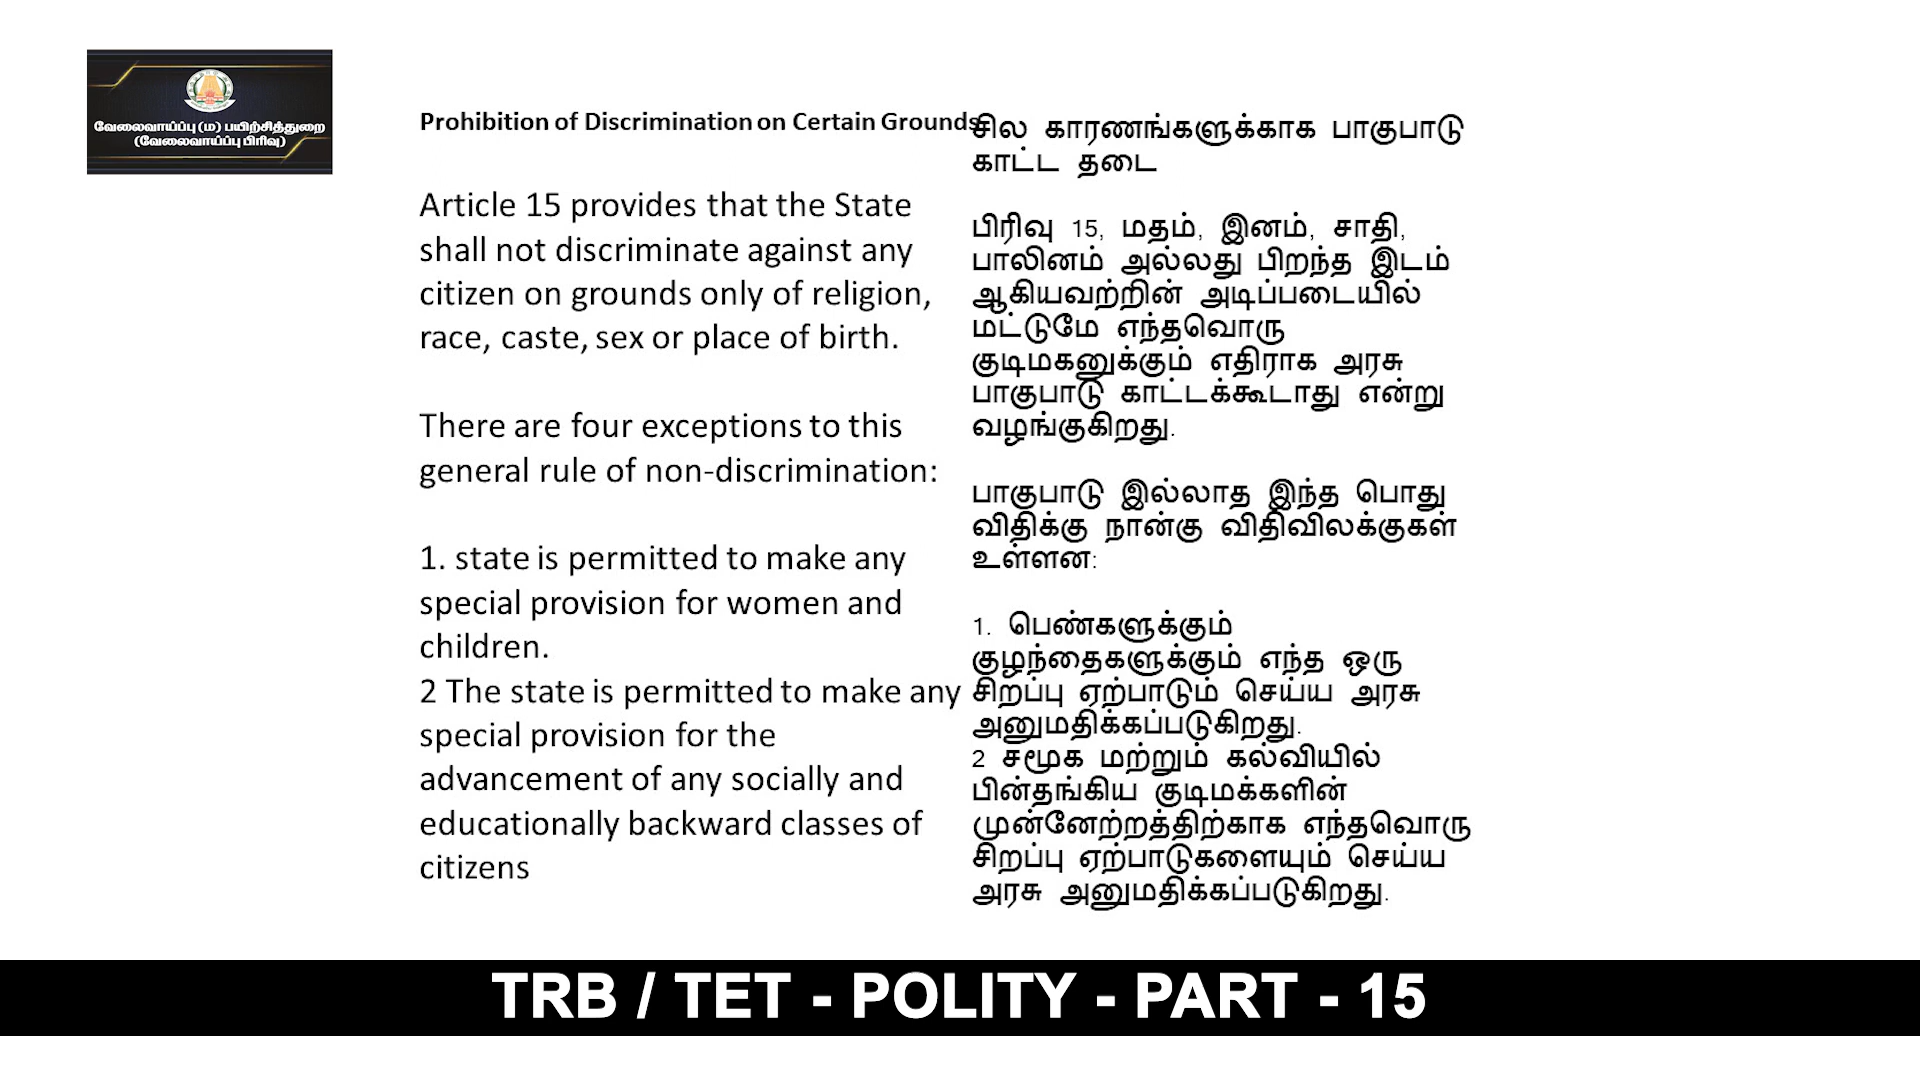 வேலைவாய்ப்பு (ம) பயிற்சித்துறை
(வேலைவாய்ப்பு பிரிவு)
Prohibition of Discrimination on Certain Grounds
Article 15 provides that the State
shall not discriminate against any
citizen on grounds only of religion,
race, caste, sex or place of birth.
There are four exceptions to this
general rule of non-discrimination:
1. state is permitted to make any
special provision for women and
children.
2 The state is permitted to make any
special provision for the
advancement of any socially and
educationally backward classes of
citizens
சில காரணங்களுக்காக பாகுபாடு
காட்ட தடை
பிரிவு 15, மதம், இனம், சாதி,
பாலினம் அல்லது பிறந்த இடம்
ஆகியவற்றின் அடிப்படையில்
மட்டுமே எந்தவொரு
குடிமகனுக்கும் எதிராக அரசு
பாகுபாடு காட்டக்கூடாது என்று
வழங்குகிறது.
பாகுபாடு இல்லாத இந்த பொது
விதிக்கு நான்கு விதிவிலக்குகள்
உள்ளன:
1. பெண்களுக்கும்
குழந்தைகளுக்கும் எந்த ஒரு
சிறப்பு ஏற்பாடும் செய்ய அரசு
அனுமதிக்கப்படுகிறது.
2 சமூக மற்றும் கல்வியில்
பின்தங்கிய குடிமக்களின்
முன்னேற்றத்திற்காக எந்தவொரு
சிறப்பு ஏற்பாடுகளையும் செய்ய
அரசு அனுமதிக்கப்படுகிறது.
TRB / TET - POLITY - PART - 15